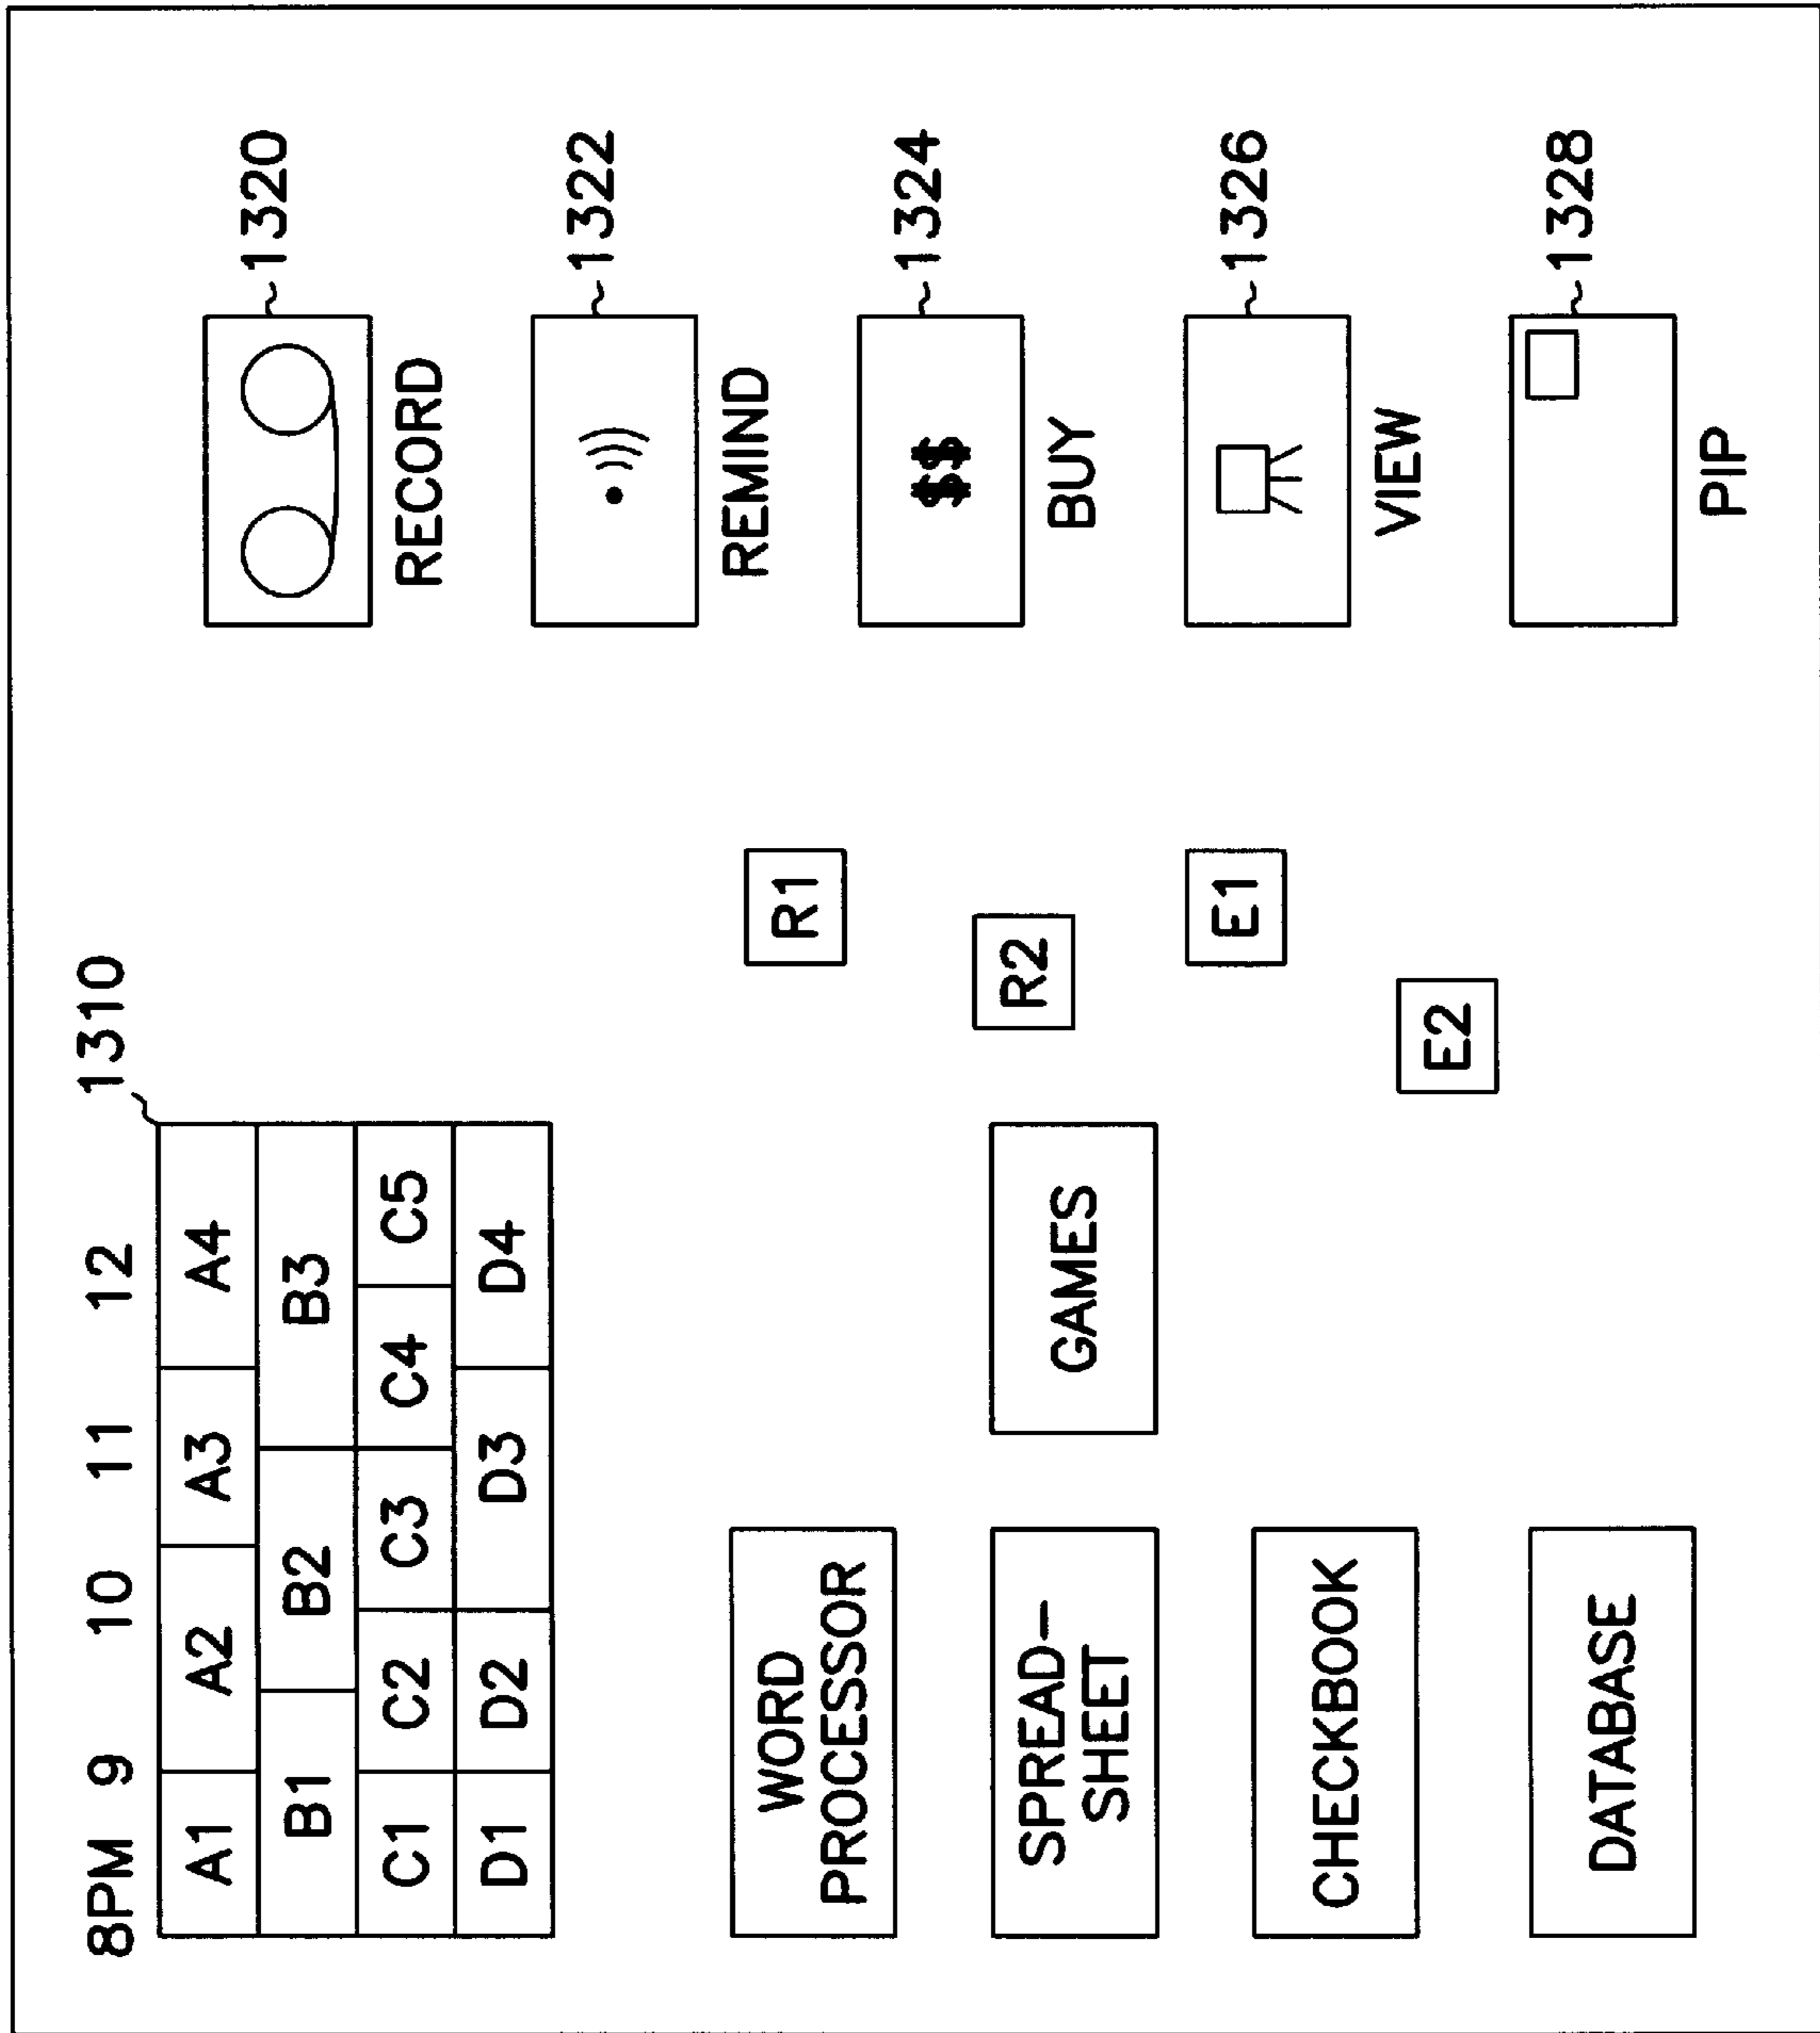 1310
8PM 9 10 11 12
A1 A2 A3 A4
B1 B2 B3
C1 C2 C3 C4 C5
D1 D2 D3 D4
1320
RECORD
1322
REMIND
$$
1324
BUY
1326
VIEW
1328
PIP
R1
R2
E1
E2
WORD
PROCESSOR
SPREAD-
SHEET
GAMES
CHECKBOOK
DATABASE